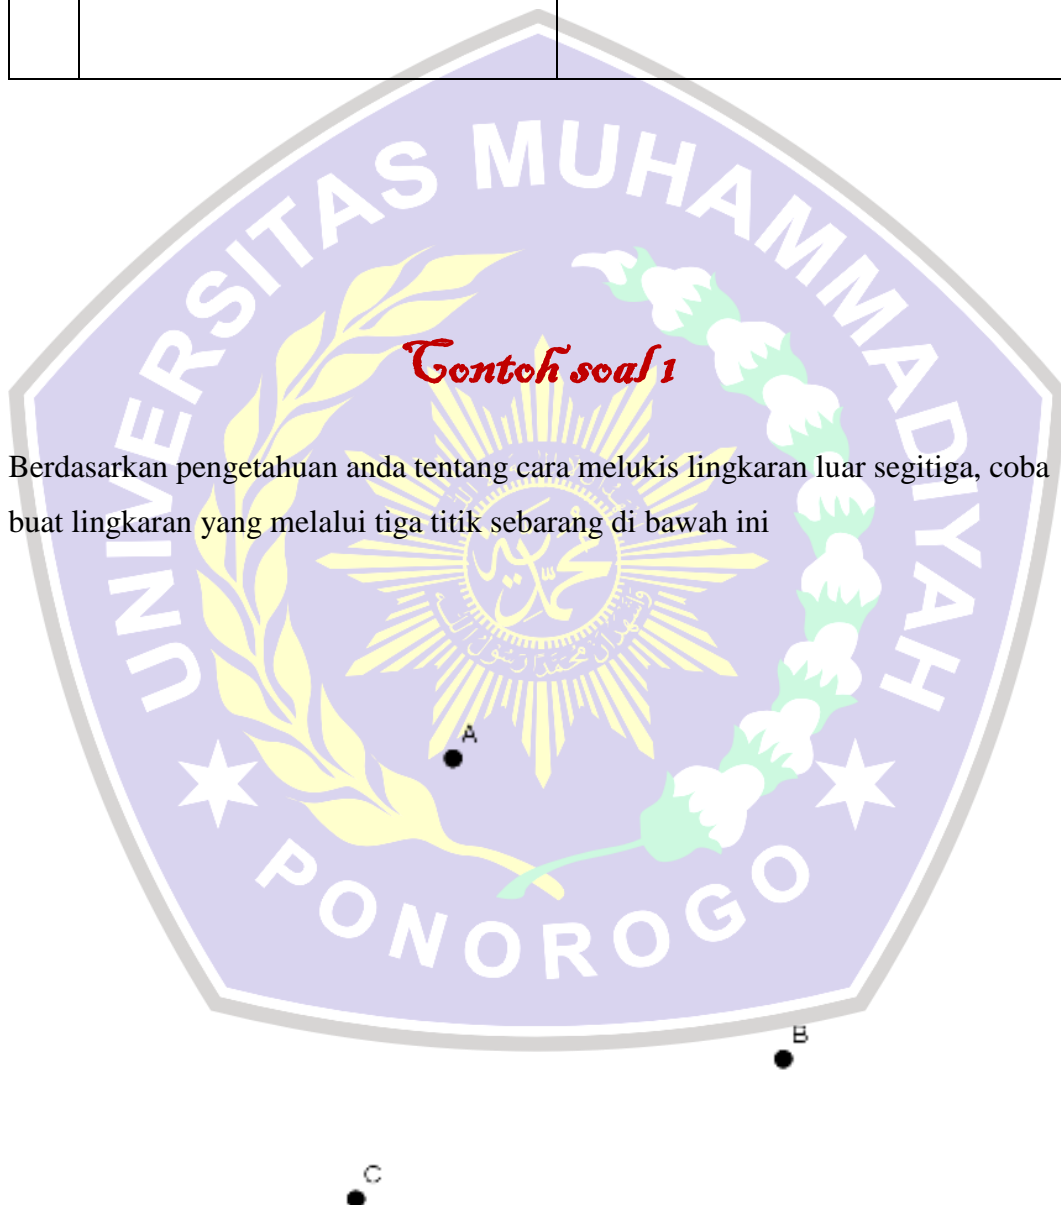 UNIVERSITAS MUHAMMADIYAH
Contoh soal 1
Berdasarkan pengetahuan anda tentang cara melukis lingkaran luar segitiga, coba
buat lingkaran yang melalui tiga titik sebarang di bawah ini
A
PONOROGO
B
C